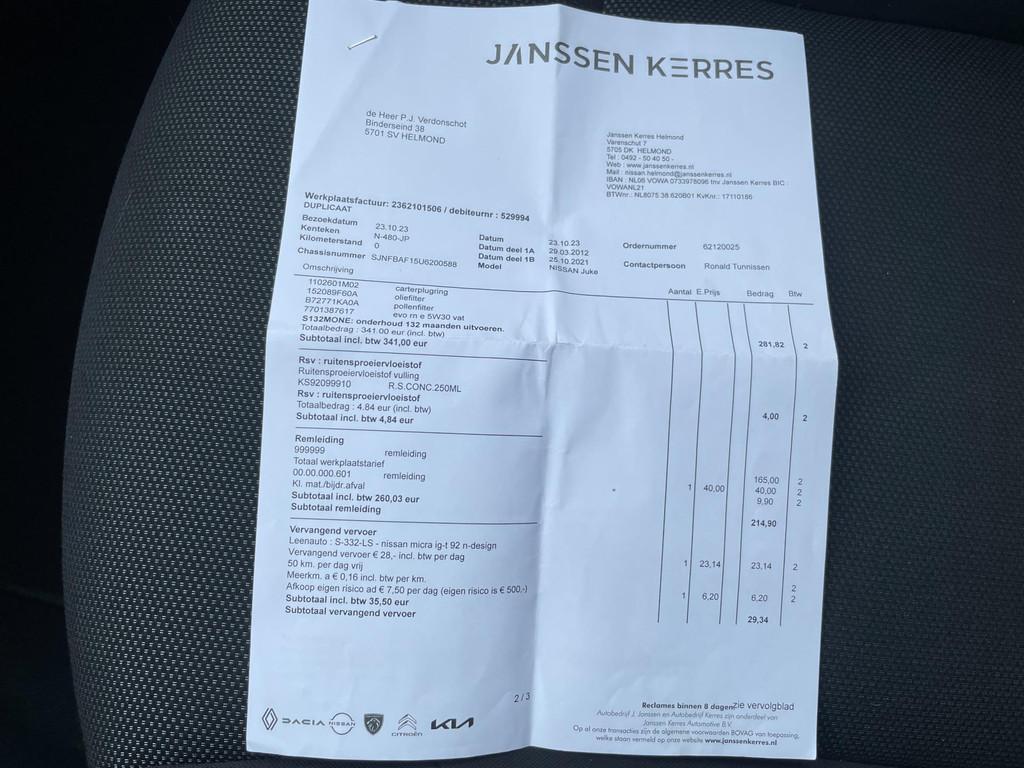 JANSSEN KERRES
de Heer P.J. Verdonschot
Binderseind 38
5701 SV HELMOND
Janssen Kerres Helmond
Varenschut 7
5705 DK HELMOND
Tel : 0492 - 50 40 50 -
Web : www.janssenkerres.nl
Mail : nissan.helmond@janssenkerres.nl
IBAN : NL06 VOWA 0733978096 tnv Janssen Kerres BIC :
VOWANL21
BTWnr.: NL8075.38.620B01 KvKnr.: 17110186
Werkplaatsfactuur: 2362101506 / debiteurnr : 529994
DUPLICAAT
Bezoekdatum 23.10.23 Datum 23.10.23 Ordernummer 62120025
Kenteken N-480-JP Datum deel 1A 29.03.2012
Kilometerstand 0 Datum deel 1B 25.10.2021 Contactpersoon Ronald Tunnissen
Chassisnummer SJNFBAF15U6200588 Model NISSAN Juke
Omschrijving Aantal E.Prijs Bedrag Btw
1102601M02 carterplugring
152089F60A oliefilter
B72771KA0A pollenfilter
7701387617 evo rn e 5W30 vat
S132MONE: onderhoud 132 maanden uitvoeren.
Totaalbedrag : 341.00 eur (incl. btw) 281,82 2
Subtotaal incl. btw 341,00 eur
Rsv : ruitensproeiervloeistof
Ruitensproeiervloeistof vulling
KS92099910 R.S.CONC.250ML
Rsv : ruitensproeiervloeistof
Totaalbedrag : 4.84 eur (incl. btw) 4,00 2
Subtotaal incl. btw 4,84 eur
Remleiding
999999 remleiding
Totaal werkplaatstarief 165,00 2
00.00.000.601 remleiding 1 40,00 40,00 2
Kl. mat./bijdr.afval 9,90 2
Subtotaal incl. btw 260,03 eur
Subtotaal remleiding 214,90
Vervangend vervoer
Leenauto : S-332-LS - nissan micra ig-t 92 n-design
Vervangend vervoer € 28,- incl. btw per dag 1 23,14 23,14 2
50 km. per dag vrij
Meerkm. a € 0,16 incl. btw per km. 2
Afkoop eigen risico ad € 7,50 per dag (eigen risico is € 500,-) 1 6,20 6,20 2
Subtotaal incl. btw 35,50 eur
Subtotaal vervangend vervoer 29,34
2/3
Reclames binnen 8 dagen zie vervolgblad
Autobedrijf J. Janssen en Autobedrijf Kerres zijn onderdeel van
Janssen Kerres Automotive B.V.
Op al onze transacties zijn de algemene voorwaarden BOVAG van toepassing,
welke staan vermeld op onze website www.janssenkerres.nl
DACIA NISSAN CITROËN KIA